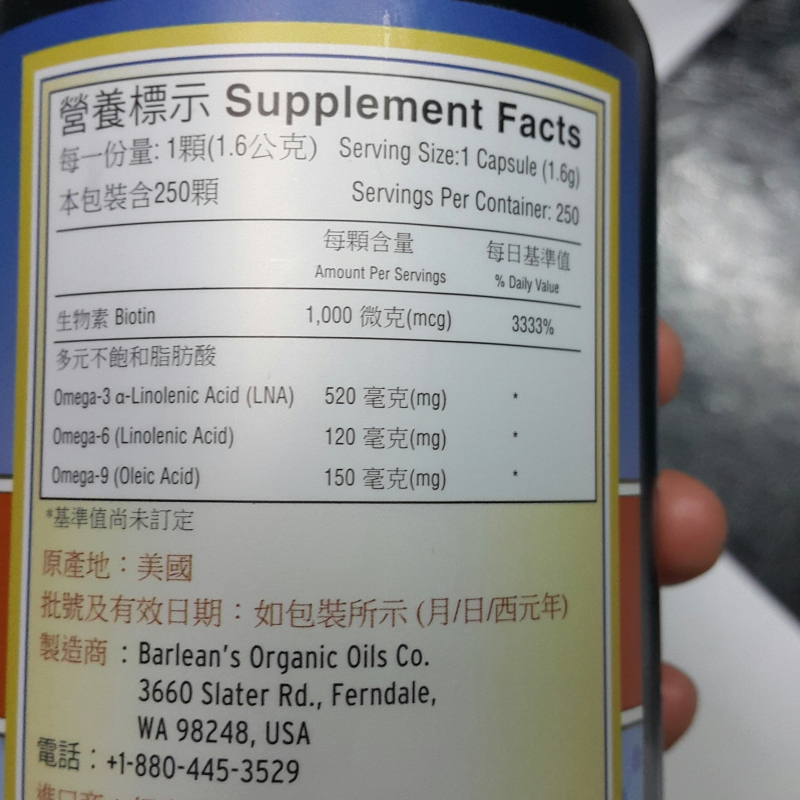 營養標示 Supplement Facts
每一份量: 1顆(1.6公克) Serving Size:1 Capsule (1.6g)
本包裝含250顆 Servings Per Container: 250
每顆含量 每日基準值
Amount Per Servings % Daily Value
生物素 Biotin 1,000 微克(mcg) 3333%
多元不飽和脂肪酸
Omega-3 α-Linolenic Acid (LNA) 520 毫克(mg) *
Omega-6 (Linolenic Acid) 120 毫克(mg) *
Omega-9 (Oleic Acid) 150 毫克(mg) *
*基準值尚未訂定
原產地：美國
批號及有效日期：如包裝所示 (月/日/西元年)
製造商：Barlean's Organic Oils Co.
3660 Slater Rd., Ferndale,
WA 98248, USA
電話：+1-880-445-3529
進口商：